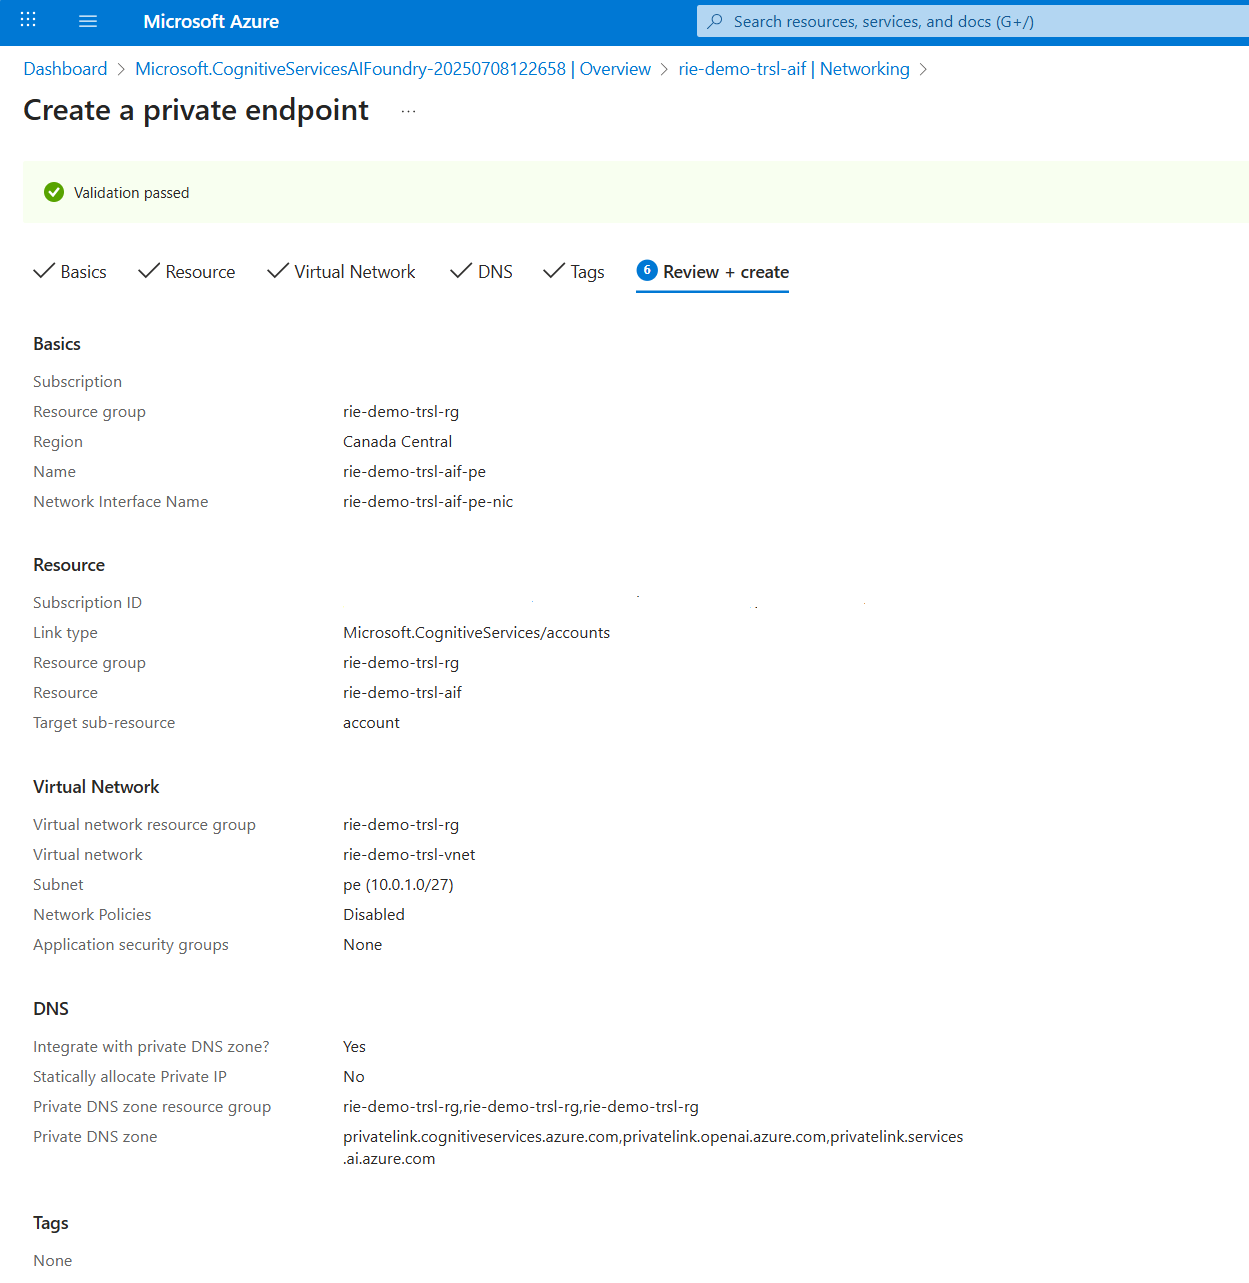 Microsoft Azure
Search resources, services, and docs (G+/)
Dashboard > Microsoft.CognitiveServicesAIFoundry-20250708122658 | Overview > rie-demo-trsl-aif | Networking >
Create a private endpoint ...
Validation passed
Basics Resource Virtual Network DNS Tags 6 Review + create
Basics
Subscription
Resource group rie-demo-trsl-rg
Region Canada Central
Name rie-demo-trsl-aif-pe
Network Interface Name rie-demo-trsl-aif-pe-nic
Resource
Subscription ID
Link type Microsoft.CognitiveServices/accounts
Resource group rie-demo-trsl-rg
Resource rie-demo-trsl-aif
Target sub-resource account
Virtual Network
Virtual network resource group rie-demo-trsl-rg
Virtual network rie-demo-trsl-vnet
Subnet pe (10.0.1.0/27)
Network Policies Disabled
Application security groups None
DNS
Integrate with private DNS zone? Yes
Statically allocate Private IP No
Private DNS zone resource group rie-demo-trsl-rg,rie-demo-trsl-rg,rie-demo-trsl-rg
Private DNS zone privatelink.cognitiveservices.azure.com,privatelink.openai.azure.com,privatelink.services
.ai.azure.com
Tags
None